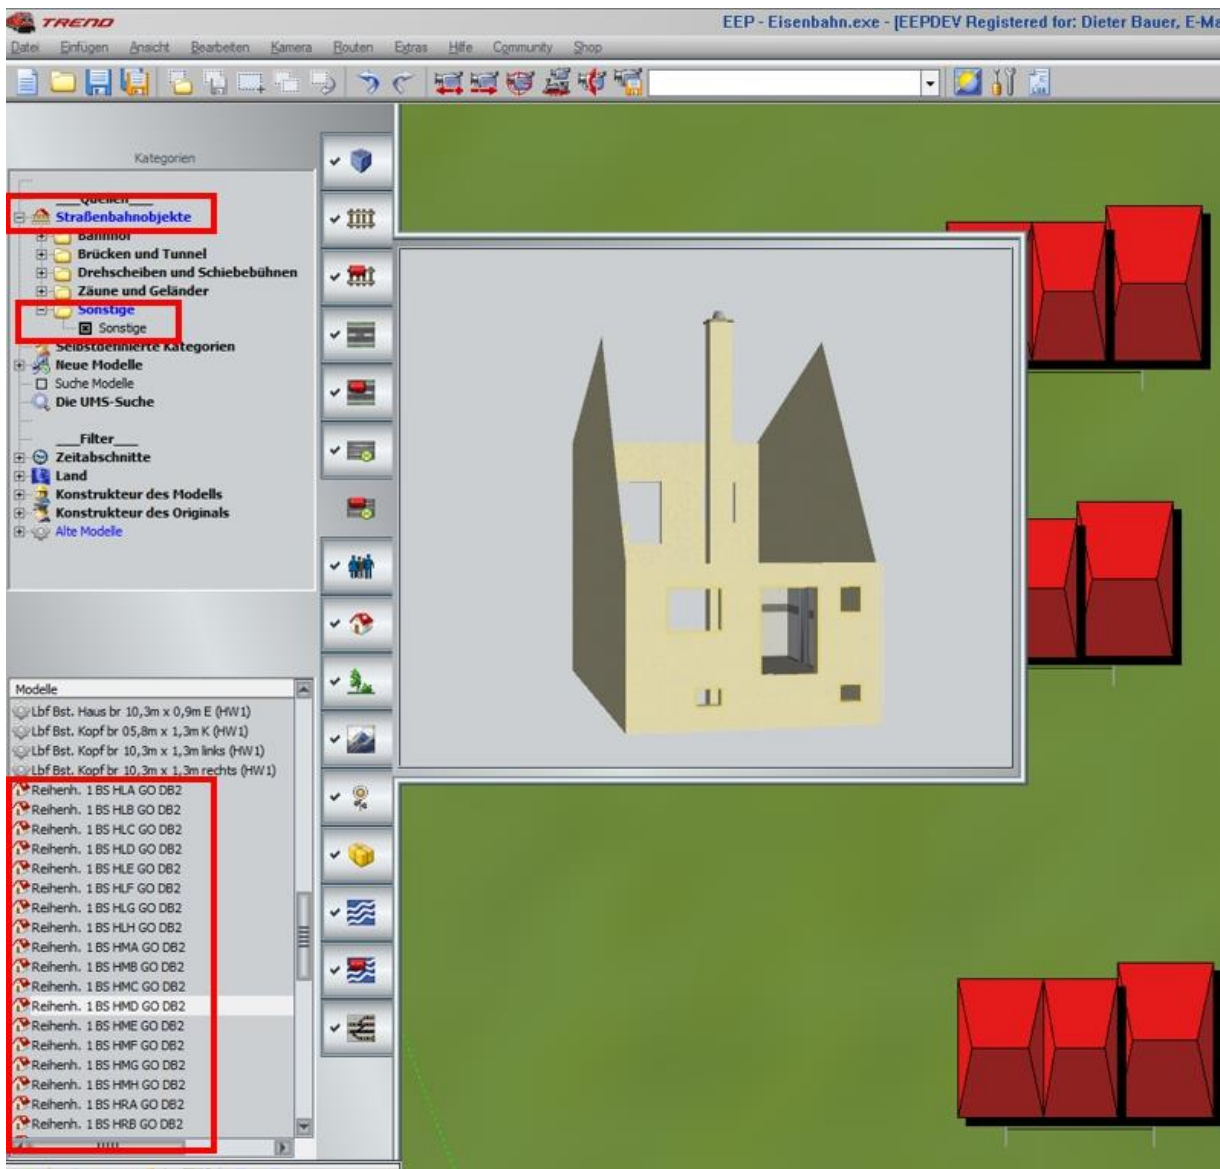 TREND
EEP - Eisenbahn.exe - [EEPDEV Registered for: Dieter Bauer, E-Ma
Datei Einfügen Ansicht Bearbeiten Kamera Routen Extras Hilfe Community Shop
Kategorien
___Quellen___
Straßenbahnobjekte
Bahnhof
Brücken und Tunnel
Drehscheiben und Schiebebühnen
Zäune und Geländer
Sonstige
Sonstige
Selbstdefinierte Kategorien
Neue Modelle
Suche Modelle
Die UMS-Suche
___Filter___
Zeitabschnitte
Land
Konstrukteur des Modells
Konstrukteur des Originals
Alte Modelle
Modelle
Lbf Bst. Haus br 10,3m x 0,9m E (HW1)
Lbf Bst. Kopf br 05,8m x 1,3m K (HW1)
Lbf Bst. Kopf br 10,3m x 1,3m links (HW1)
Lbf Bst. Kopf br 10,3m x 1,3m rechts (HW1)
Reihenh. 1 BS HLA GO DB2
Reihenh. 1 BS HLB GO DB2
Reihenh. 1 BS HLC GO DB2
Reihenh. 1 BS HLD GO DB2
Reihenh. 1 BS HLE GO DB2
Reihenh. 1 BS HLF GO DB2
Reihenh. 1 BS HLG GO DB2
Reihenh. 1 BS HLH GO DB2
Reihenh. 1 BS HMA GO DB2
Reihenh. 1 BS HMB GO DB2
Reihenh. 1 BS HMC GO DB2
Reihenh. 1 BS HMD GO DB2
Reihenh. 1 BS HME GO DB2
Reihenh. 1 BS HMF GO DB2
Reihenh. 1 BS HMG GO DB2
Reihenh. 1 BS HMH GO DB2
Reihenh. 1 BS HRA GO DB2
Reihenh. 1 BS HRB GO DB2